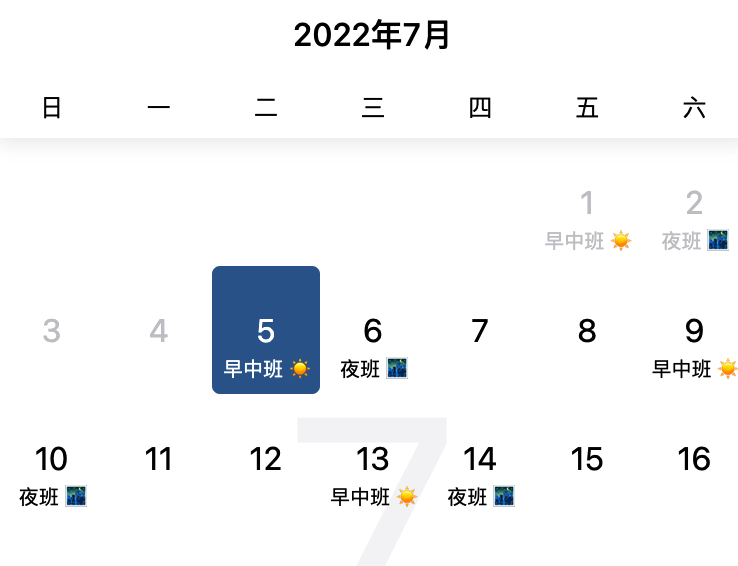 2022年7月
日 一 二 三 四 五 六
1 2
早中班 夜班
3 4 5 6 7 8 9
早中班 夜班 早中班
7
10 11 12 13 14 15 16
夜班 早中班 夜班